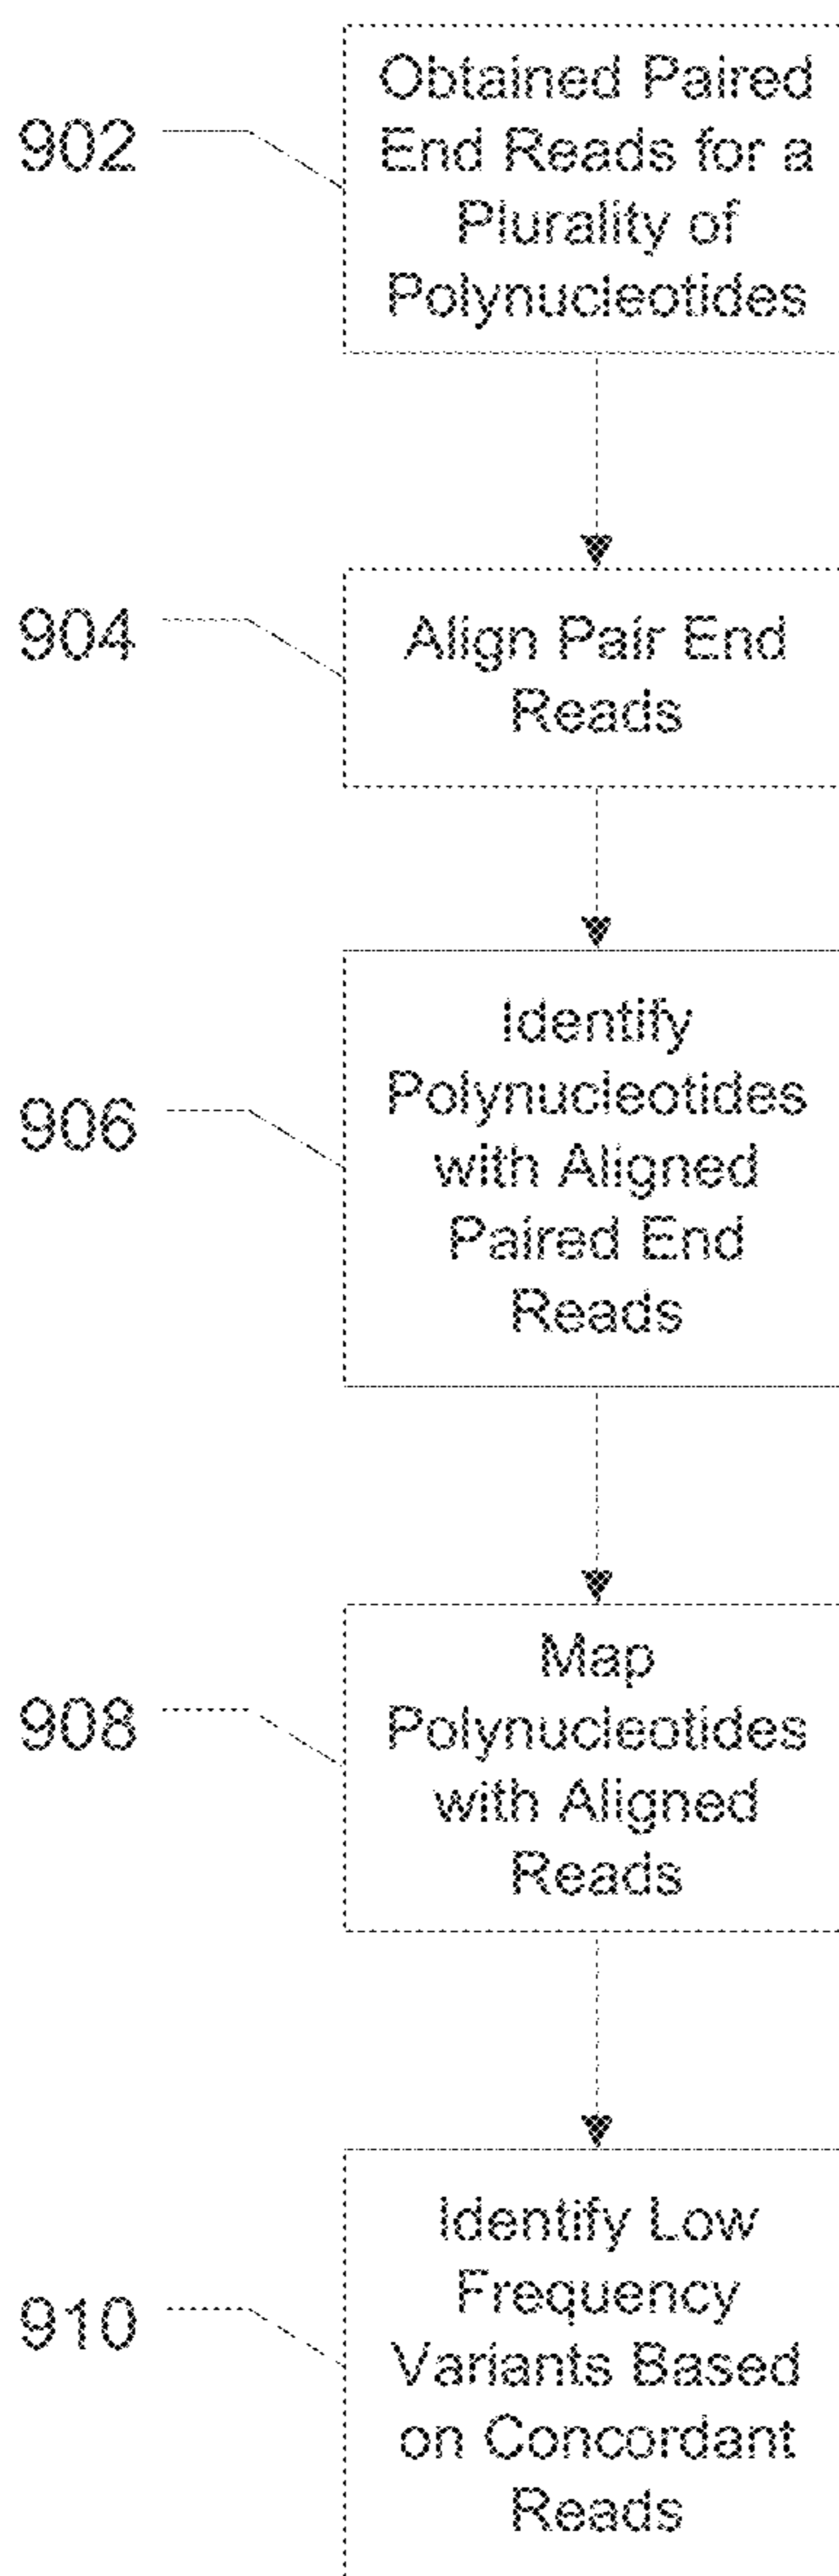 902
Obtained Paired
End Reads for a
Plurality of
Polynucleotides
904
Align Pair End
Reads
906
Identify
Polynucleotides
with Aligned
Paired End
Reads
908
Map
Polynucleotides
with Aligned
Reads
910
Identify Low
Frequency
Variants Based
on Concordant
Reads